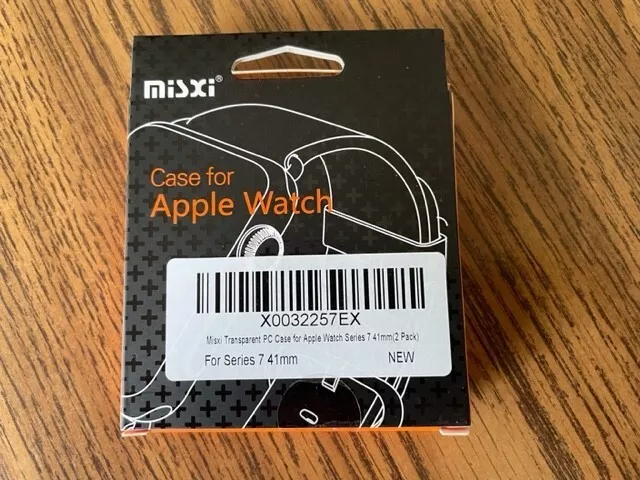 misxi®
Case for
Apple Watch
X0032257EX
Misxi Transparent PC Case for Apple Watch Series 7 41mm(2 Pack)
For Series 7 41mm NEW